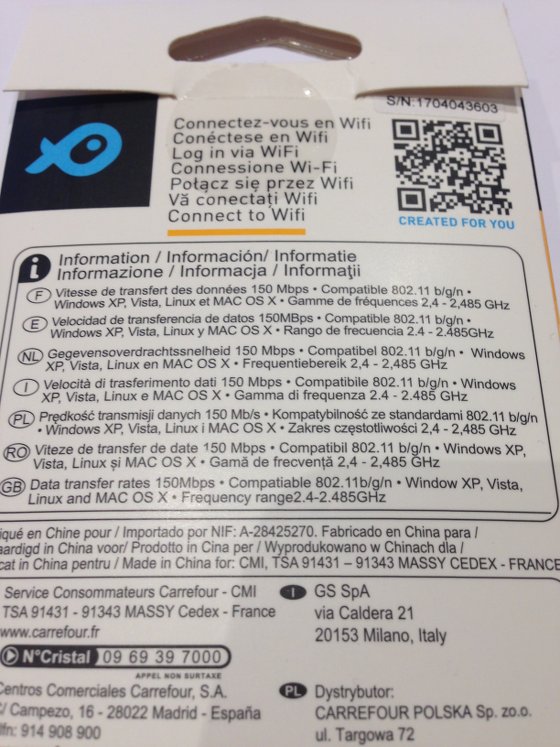 S/N:1704043603
Connectez-vous en Wifi
Conéctese en Wifi
Log in via WiFi
Connessione Wi-Fi
Połącz się przez Wifi
Vă conectați Wifi
Connect to Wifi
CREATED FOR YOU
i Information / Información/ Informatie
Informazione / Informacja / Informaţii
F Vitesse de transfert des données 150 Mbps • Compatible 802.11 b/g/n •
Windows XP, Vista, Linux et MAC OS X • Gamme de fréquences 2,4 - 2,485 GHz
E Velocidad de transferencia de datos 150MBps • Compatible 802.11 b/g/n •
Windows XP, Vista, Linux y MAC OS X • Rango de frecuencia 2.4 - 2.485GHz
NL Gegevensoverdrachtssnelheid 150 Mbps • Compatibel 802.11 b/g/n • Windows
XP, Vista, Linux en MAC OS X • Frequentiebereik 2,4 - 2,485 GHz
I Velocità di trasferimento dati 150 Mbps • Compatibile 802.11 b/g/n • Windows
XP, Vista, Linux e MAC OS X • Gamma di frequenza 2.4 - 2.485 GHz
PL Prędkość transmisji danych 150 Mb/s • Kompatybilność ze standardami 802.11 b/g/n
• Windows XP, Vista, Linux i MAC OS X • Zakres częstotliwości 2,4 - 2,485 GHz
RO Viteze de transfer de date 150 Mbps • Compatibil 802.11 b/g/n • Windows XP,
Vista, Linux și MAC OS X • Gamă de frecvență 2,4 - 2,485 GHz
GB Data transfer rates 150Mbps • Compatiable 802.11b/g/n • Window XP, Vista,
Linux and MAC OS X • Frequency range2.4-2.485GHz
iqué en Chine pour / Importado por NIF: A-28425270. Fabricado en China para /
aardigd in China voor/ Prodotto in Cina per / Wyprodukowano w Chinach dla /
cat in China pentru / Made in China for: CMI, TSA 91431 – 91343 MASSY CEDEX - FRANCE
Service Consommateurs Carrefour - CMI
TSA 91431 - 91343 MASSY Cedex - France
www.carrefour.fr
N°Cristal 09 69 39 7000
APPEL NON SURTAXE
Centros Comerciales Carrefour, S.A.
C/ Campezo, 16 - 28022 Madrid - España
lfn: 914 908 900
I GS SpA
via Caldera 21
20153 Milano, Italy
PL Dystrybutor:
CARREFOUR POLSKA Sp. zo.o.
ul. Targowa 72